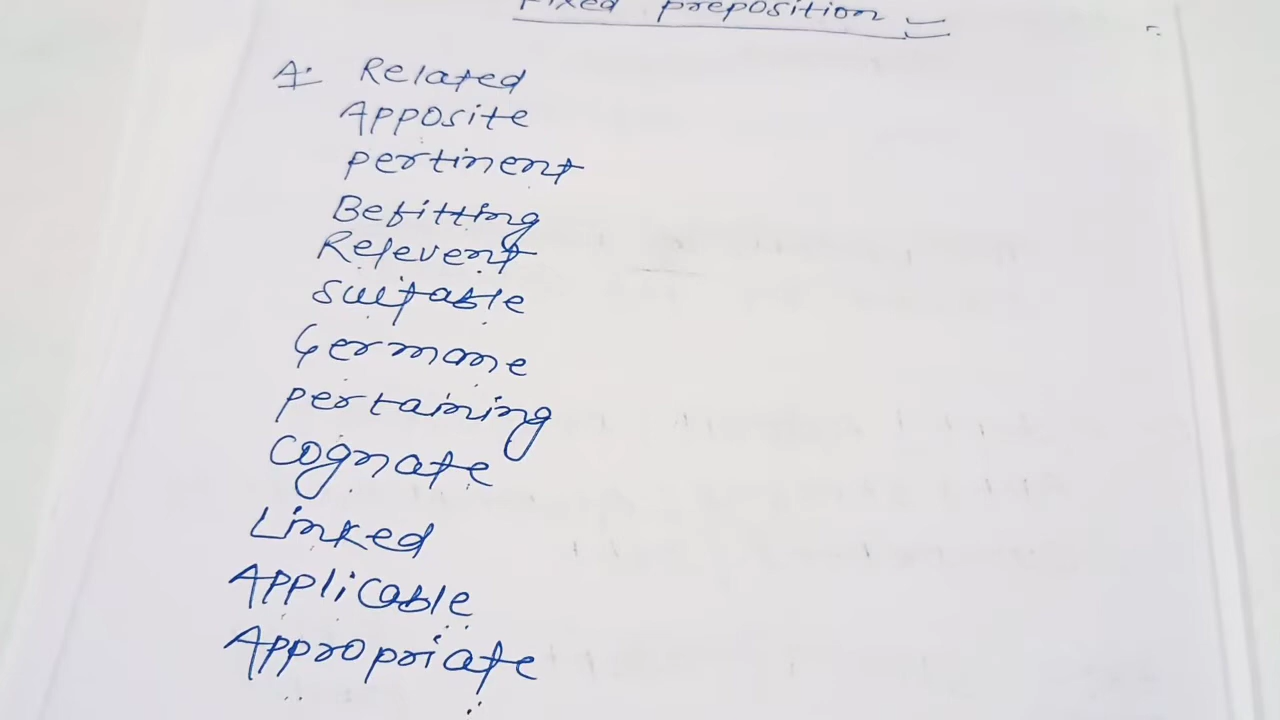 Fixed preposition
A: Related
Apposite
pertinent
Befitting
Relevent
suitable
Germane
pertaining
Cognate
Linked
Applicable
Appropriate